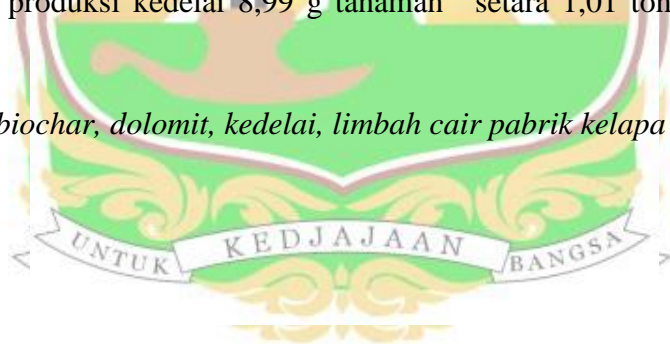 produksi kedelai 8,99 g tanaman setara 1,01 ton
biochar, dolomit, kedelai, limbah cair pabrik kelapa
UNTUK KEDJAJAAN BANGSA